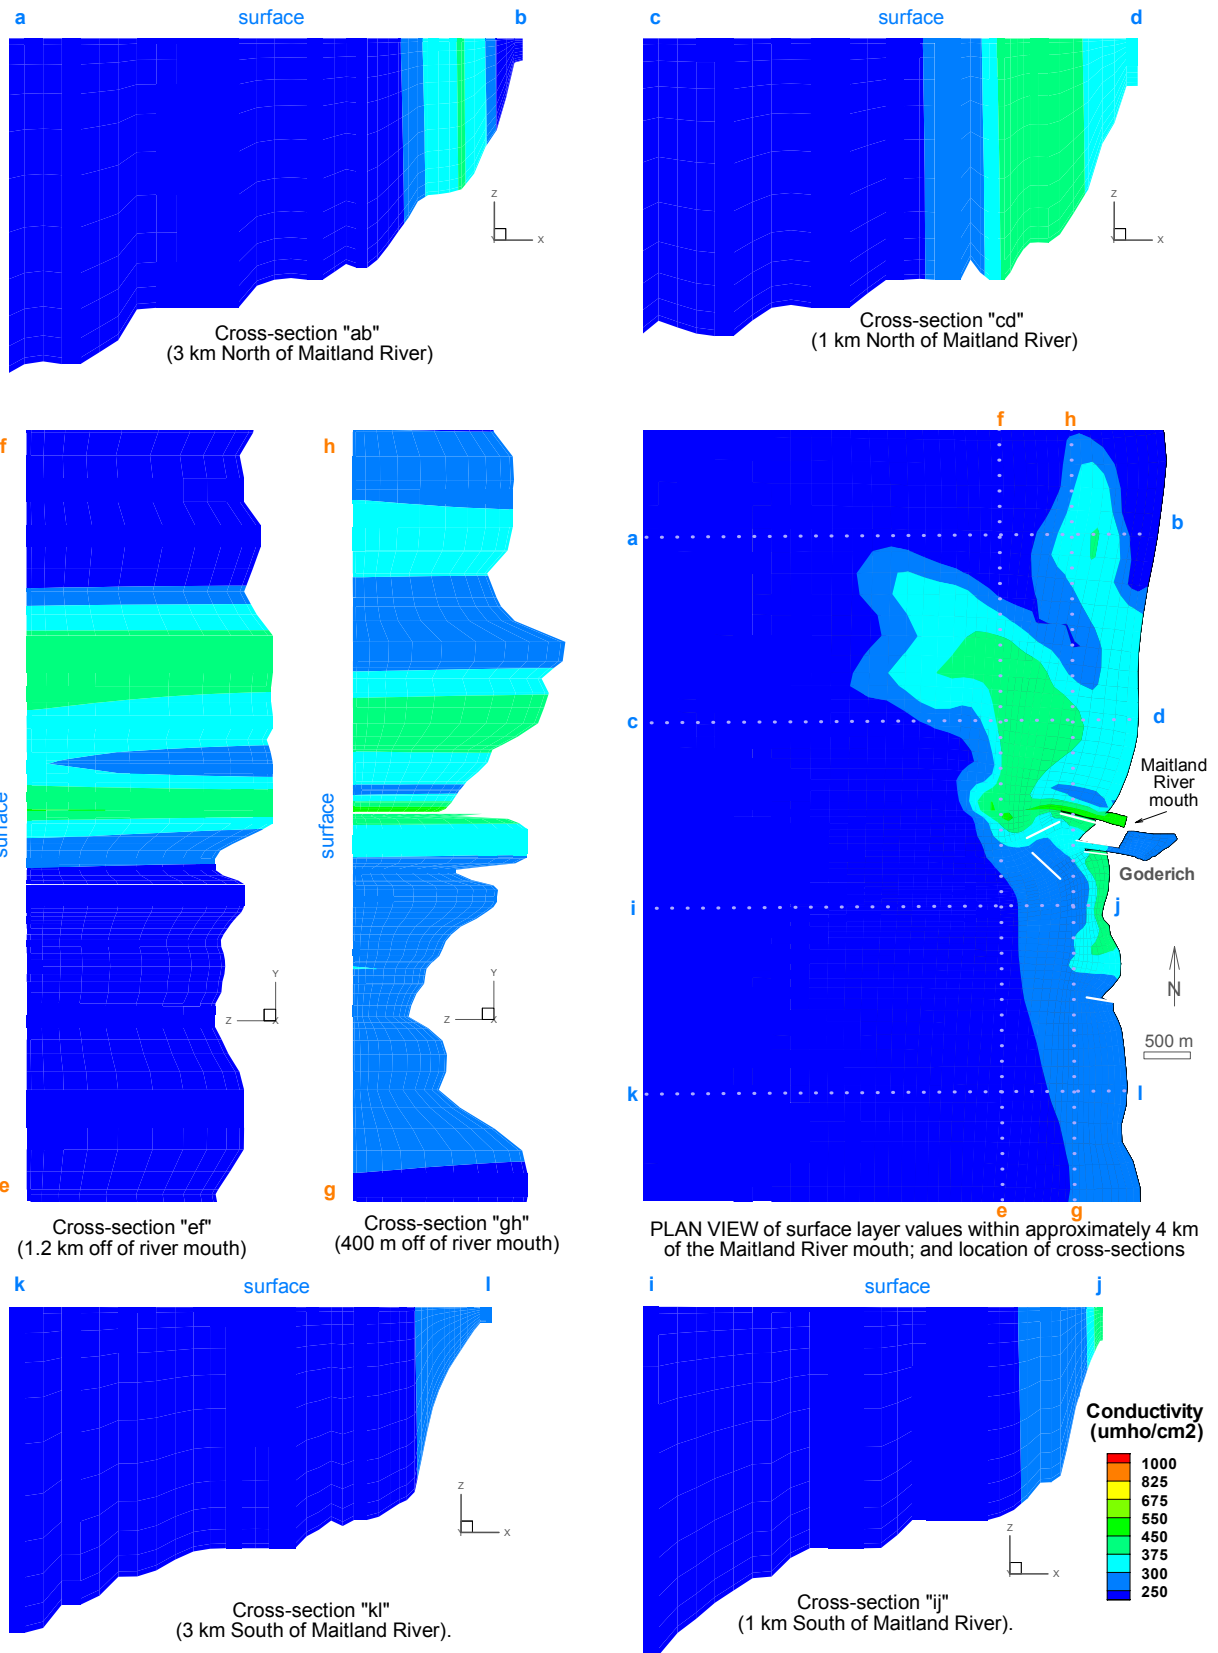 a surface b
c surface d
Z
X
Y
Z
X
Y
Cross-section "ab"
(3 km North of Maitland River)
Cross-section "cd"
(1 km North of Maitland River)
f
surface
e
Y
Z
X
Cross-section "ef"
(1.2 km off of river mouth)
h
surface
g
Y
Z
X
Cross-section "gh"
(400 m off of river mouth)
f h
a b
c d
Maitland
River
mouth
Goderich
i j
N
500 m
k l
e g
PLAN VIEW of surface layer values within approximately 4 km
of the Maitland River mouth; and location of cross-sections
k surface l
Z
Y
X
Cross-section "kl"
(3 km South of Maitland River).
i surface j
Z
Y
X
Cross-section "ij"
(1 km South of Maitland River).
Conductivity
(umho/cm2)
1000
825
675
550
450
375
300
250